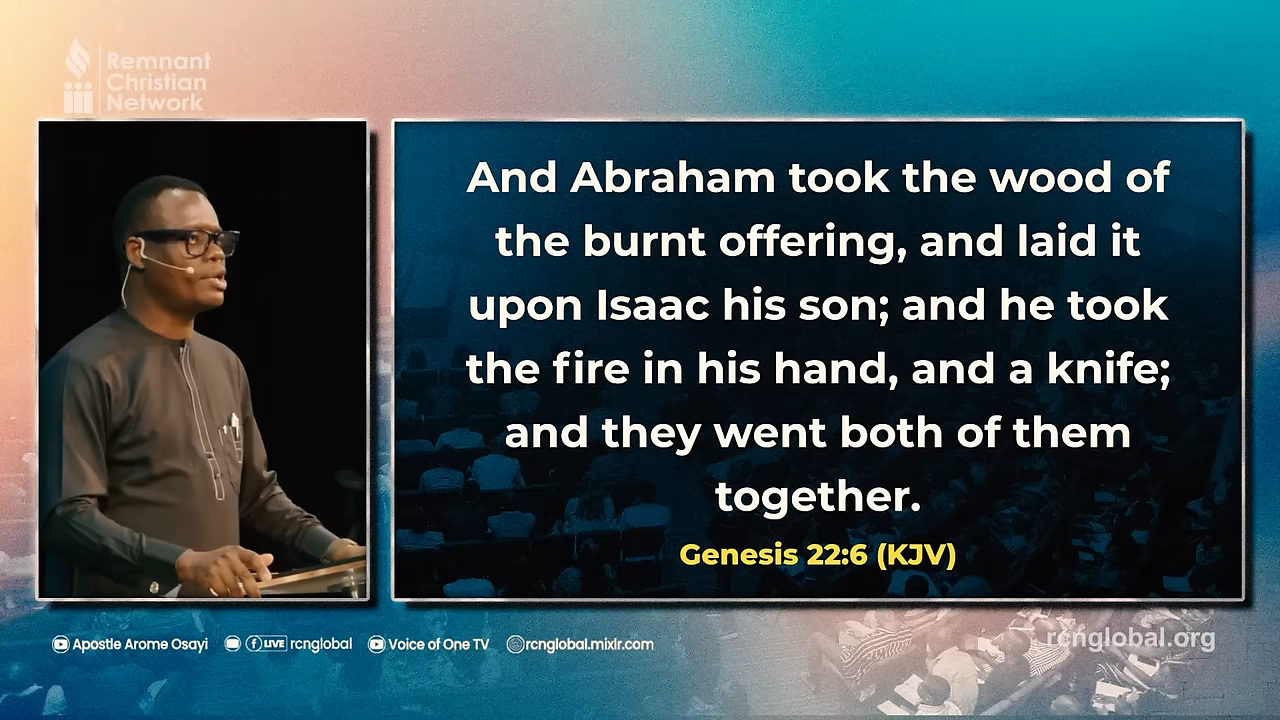 Remnant
Christian
Network
And Abraham took the wood of
the burnt offering, and laid it
upon Isaac his son; and he took
the fire in his hand, and a knife;
and they went both of them
together.
Genesis 22:6 (KJV)
Apostle Arome Osayi f LIVE rcnglobal Voice of One TV rcnglobal.mixlr.com
rcnglobal.org